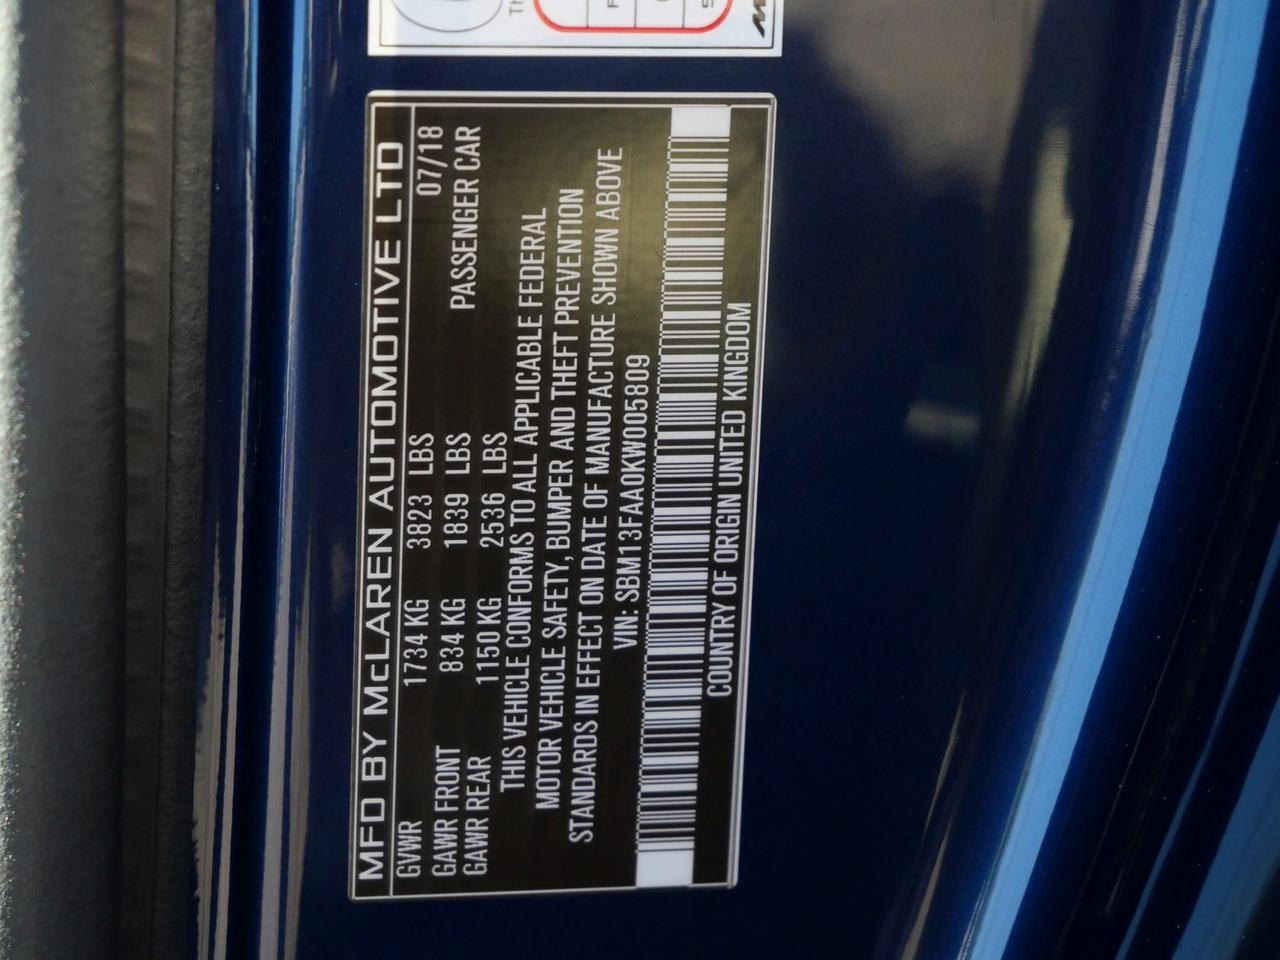 MFD BY McLAREN AUTOMOTIVE LTD
GVWR 1734 KG 3823 LBS 07/18
GAWR FRONT 834 KG 1839 LBS PASSENGER CAR
GAWR REAR 1150 KG 2536 LBS
THIS VEHICLE CONFORMS TO ALL APPLICABLE FEDERAL
MOTOR VEHICLE SAFETY, BUMPER AND THEFT PREVENTION
STANDARDS IN EFFECT ON DATE OF MANUFACTURE SHOWN ABOVE
VIN: SBM13FAA0KW005809
COUNTRY OF ORIGIN UNITED KINGDOM